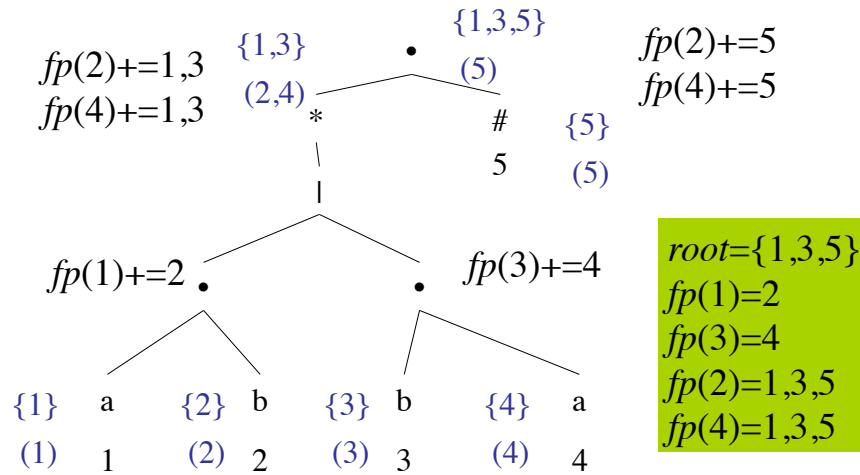 fp(2)+=1,3
fp(4)+=1,3
{1,3}
(2,4)
•
{1,3,5}
(5)
fp(2)+=5
fp(4)+=5
*
#
5
{5}
(5)
|
fp(1)+=2
•
•
fp(3)+=4
{1} a {2} b {3} b {4} a
(1) 1 (2) 2 (3) 3 (4) 4
root={1,3,5}
fp(1)=2
fp(3)=4
fp(2)=1,3,5
fp(4)=1,3,5